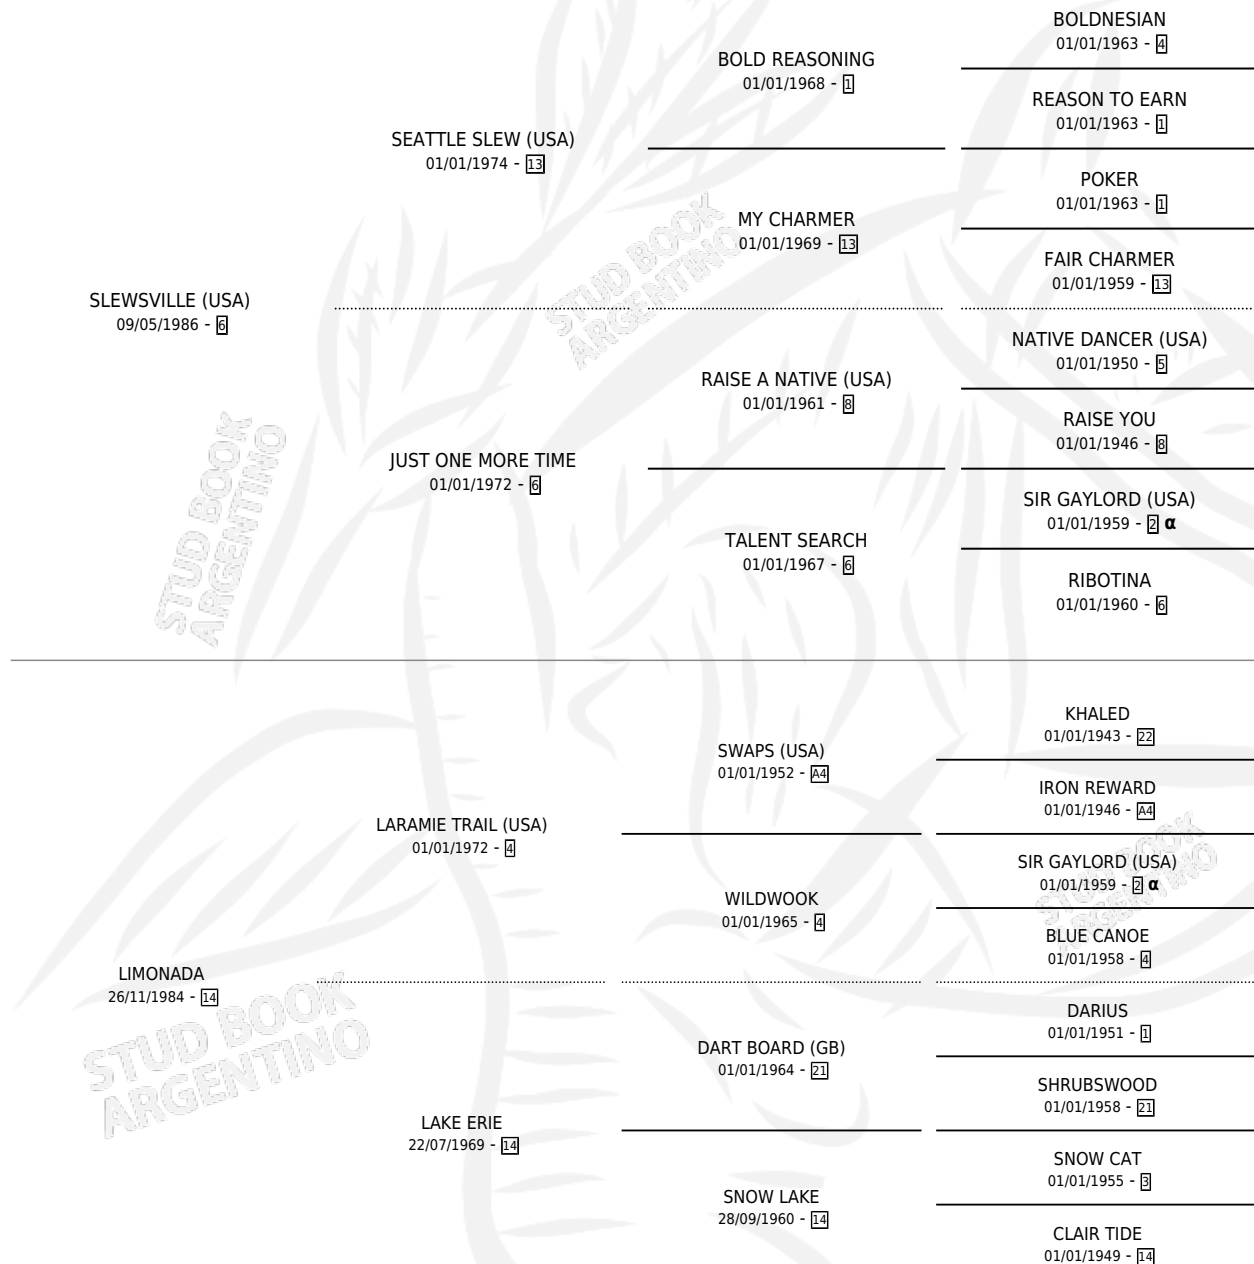 BOLDNESIAN
01/01/1963 - 4
BOLD REASONING
01/01/1968 - 1
REASON TO EARN
01/01/1963 - 1
SEATTLE SLEW (USA)
01/01/1974 - 13
POKER
01/01/1963 - 1
MY CHARMER
01/01/1969 - 13
FAIR CHARMER
01/01/1959 - 13
SLEWSVILLE (USA)
09/05/1986 - 6
NATIVE DANCER (USA)
01/01/1950 - 5
RAISE A NATIVE (USA)
01/01/1961 - 8
RAISE YOU
01/01/1946 - 8
JUST ONE MORE TIME
01/01/1972 - 6
SIR GAYLORD (USA)
01/01/1959 - 2 α
TALENT SEARCH
01/01/1967 - 6
RIBOTINA
01/01/1960 - 6
KHALED
01/01/1943 - 22
SWAPS (USA)
01/01/1952 - A4
IRON REWARD
01/01/1946 - A4
LARAMIE TRAIL (USA)
01/01/1972 - 4
SIR GAYLORD (USA)
01/01/1959 - 2 α
WILDWOOK
01/01/1965 - 4
BLUE CANOE
01/01/1958 - 4
LIMONADA
26/11/1984 - 14
DARIUS
01/01/1951 - 1
DART BOARD (GB)
01/01/1964 - 21
SHRUBSWOOD
01/01/1958 - 21
LAKE ERIE
22/07/1969 - 14
SNOW CAT
01/01/1955 - 3
SNOW LAKE
28/09/1960 - 14
CLAIR TIDE
01/01/1949 - 14
STUD BOOK
ARGENTINO
STUD BOOK
ARGENTINO
STUD BOOK
ARGENTINO
STUD BOOK
ARGENTINO